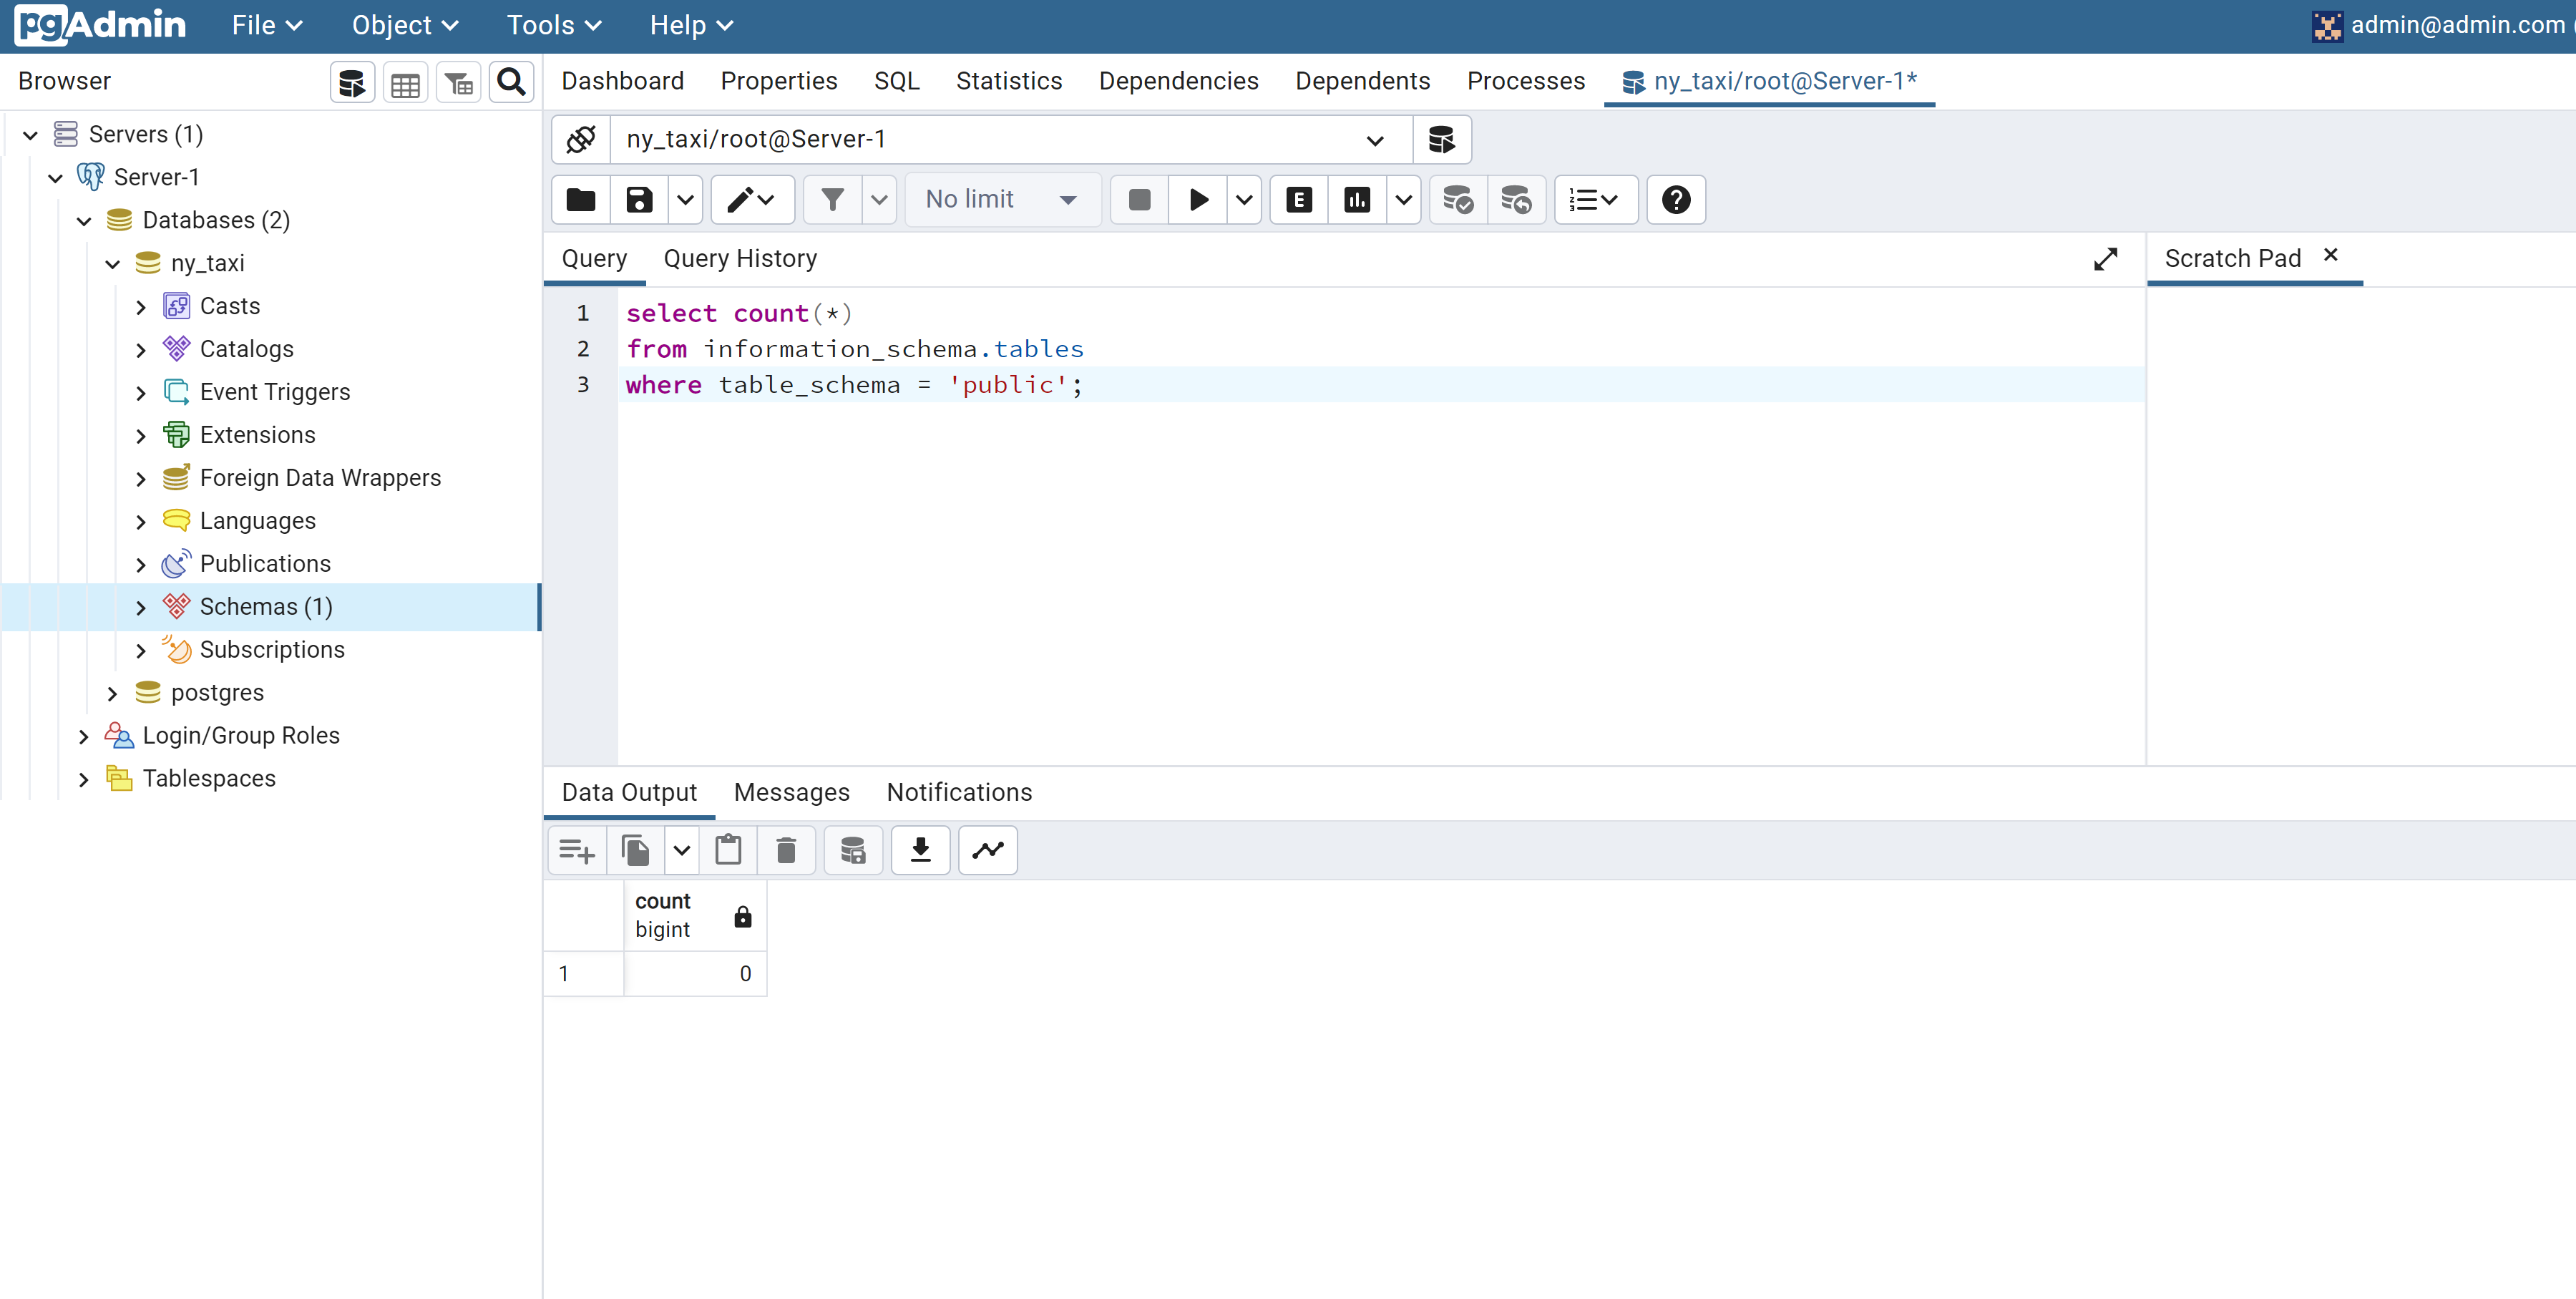 pgAdmin File Object Tools Help admin@admin.com
Browser
Dashboard Properties SQL Statistics Dependencies Dependents Processes ny_taxi/root@Server-1*
Servers (1)
Server-1
Databases (2)
ny_taxi
Casts
Catalogs
Event Triggers
Extensions
Foreign Data Wrappers
Languages
Publications
Schemas (1)
Subscriptions
postgres
Login/Group Roles
Tablespaces
ny_taxi/root@Server-1
No limit E
Query Query History
Scratch Pad
1 select count(*)
2 from information_schema.tables
3 where table_schema = 'public';
Data Output Messages Notifications
count
bigint
1 0